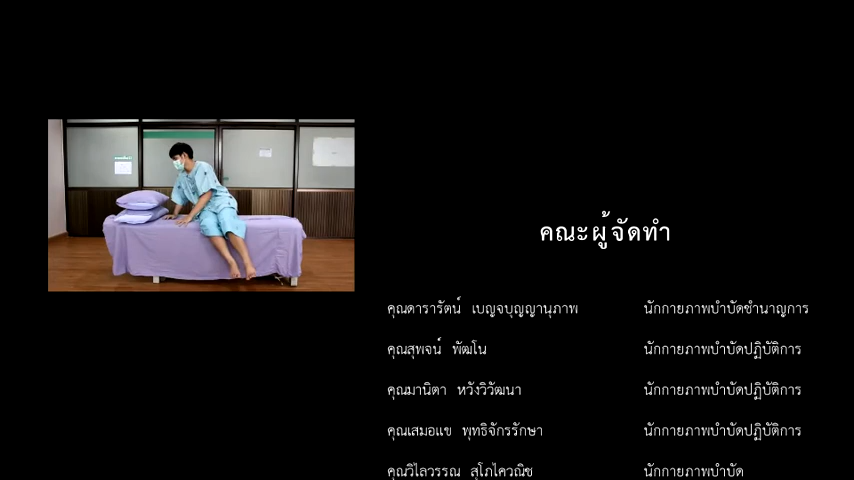 คณะผู้จัดทำ
คุณดารารัตน์ เบญจบุญญานุภาพ นักกายภาพบำบัดชำนาญการ
คุณสุพจน์ พัฒโน นักกายภาพบำบัดปฏิบัติการ
คุณมานิตา หวังวิวัฒนา นักกายภาพบำบัดปฏิบัติการ
คุณเสมอแข พุทธิจักรรักษา นักกายภาพบำบัดปฏิบัติการ
คุณวิไลวรรณ สุโภไควณิช นักกายภาพบำบัด